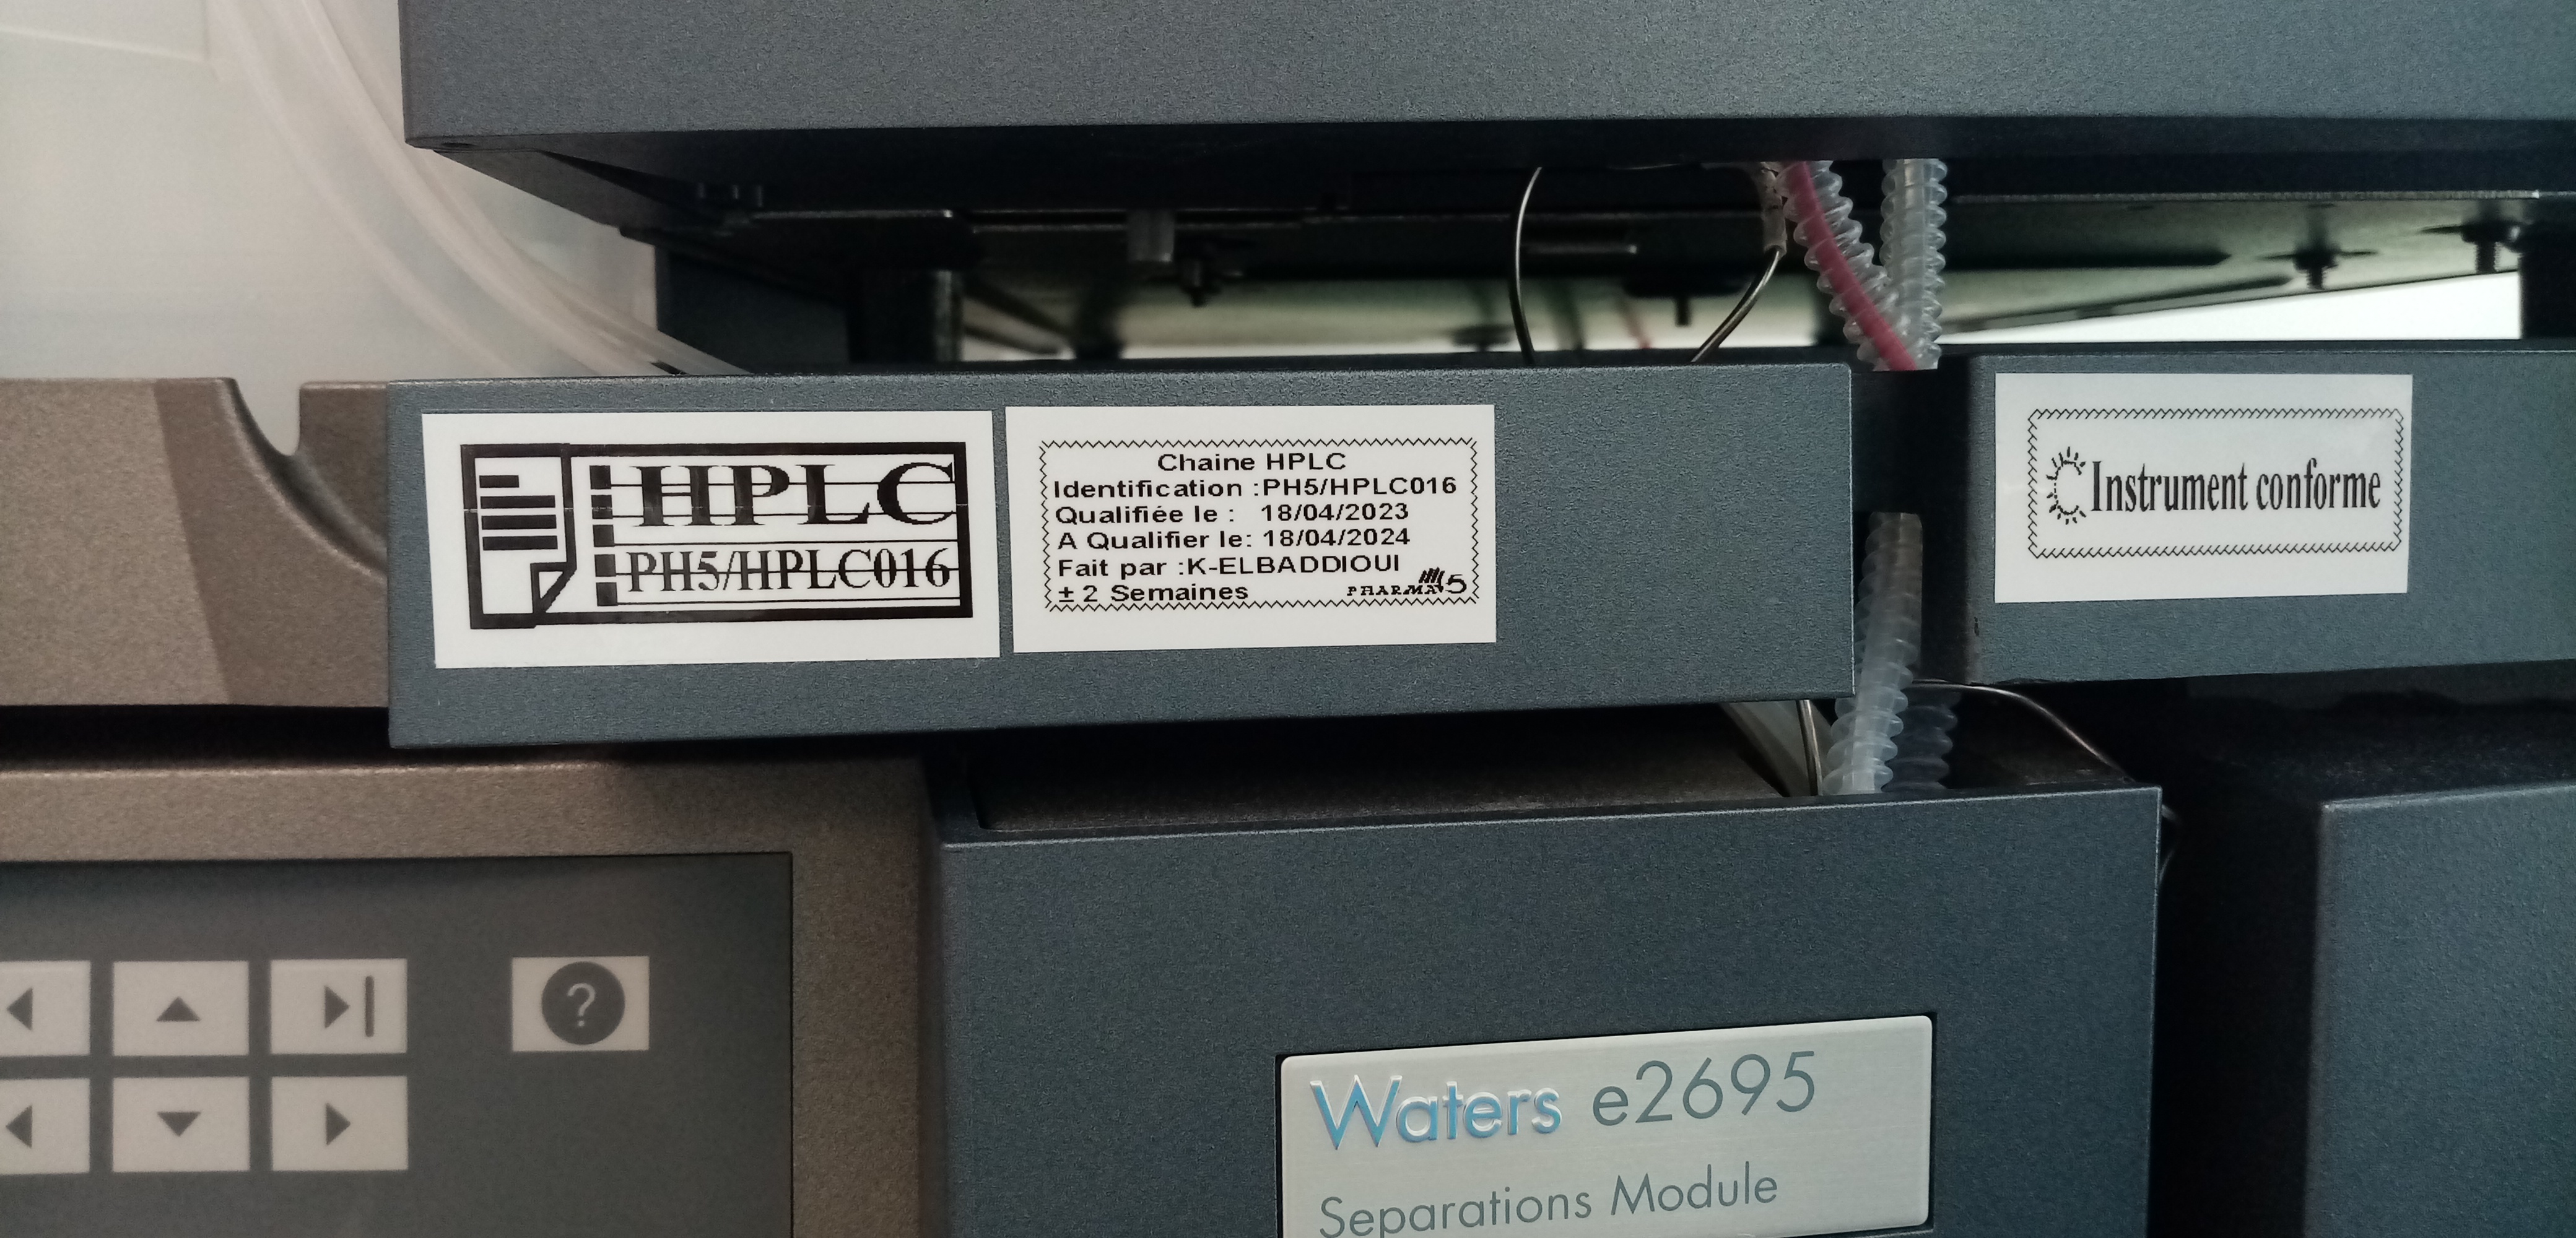 HPLC
PH5/HPLC016
Chaine HPLC
Identification :PH5/HPLC016
Qualifiée le : 18/04/2023
A Qualifier le: 18/04/2024
Fait par :K-ELBADDIOUI
± 2 Semaines
PHARMA 5
Instrument conforme
?
Waters e2695
Separations Module